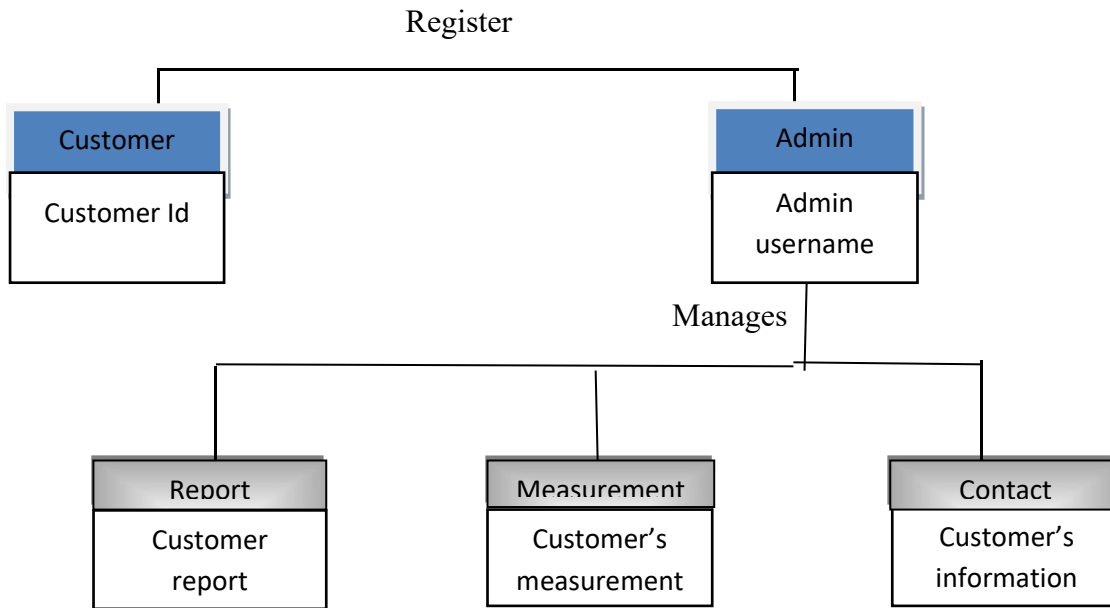 Register
Customer
Customer Id
Admin
Admin
username
Manages
Report
Customer
report
Measurement
Customer's
measurement
Contact
Customer's
information